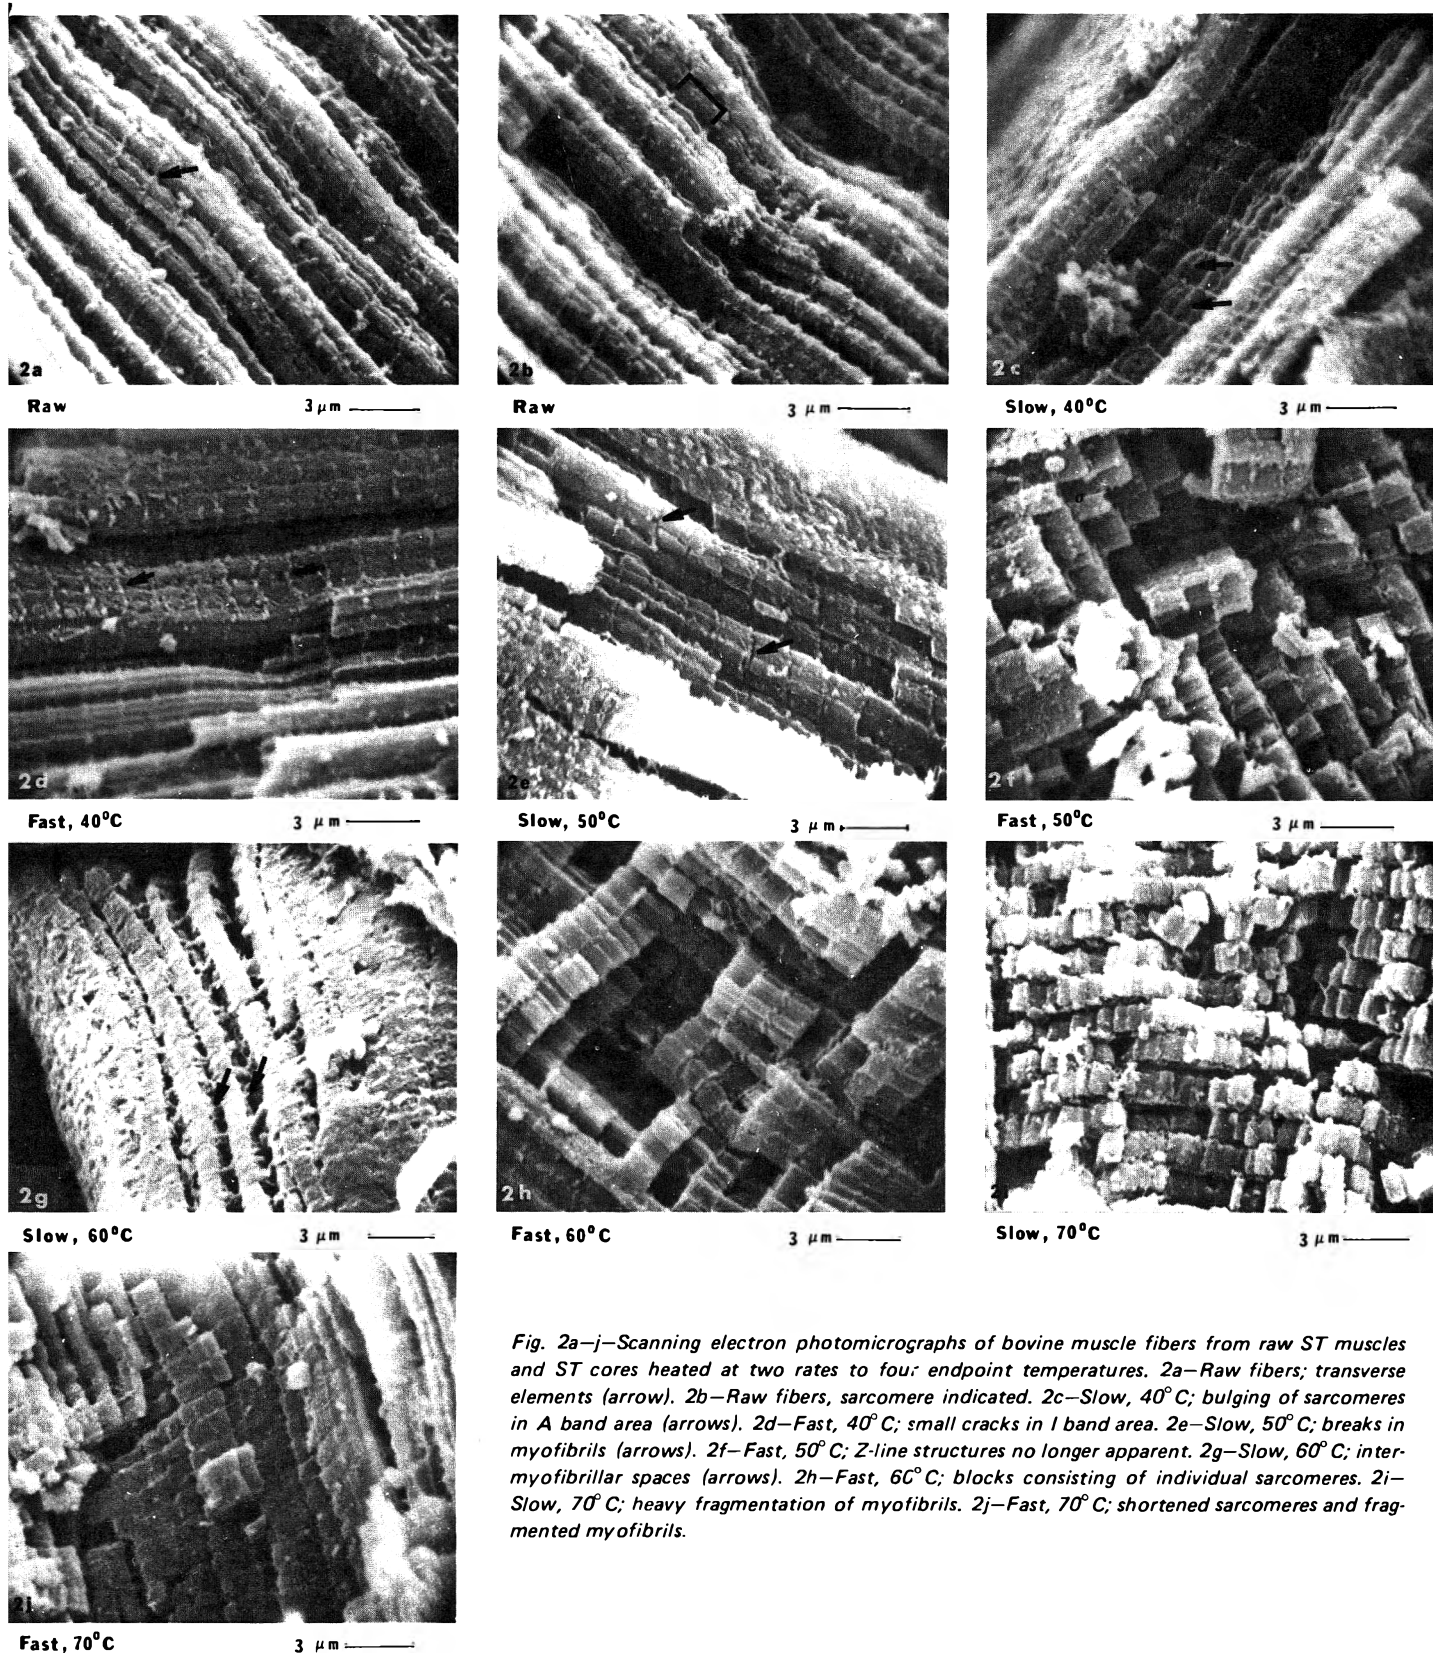 2a
2b
2c
Raw 3 μm
Raw 3 μm
Slow, 40°C 3 μm
2d
2e
2f
Fast, 40°C 3 μm
Slow, 50°C 3 μm
Fast, 50°C 3 μm
2g
2h
Slow, 60°C 3 μm
Fast, 60°C 3 μm
Slow, 70°C 3 μm
2j
Fast, 70°C 3 μm
Fig. 2a–j–Scanning electron photomicrographs of bovine muscle fibers from raw ST muscles
and ST cores heated at two rates to four endpoint temperatures. 2a–Raw fibers; transverse
elements (arrow). 2b–Raw fibers, sarcomere indicated. 2c–Slow, 40°C; bulging of sarcomeres
in A band area (arrows). 2d–Fast, 40°C; small cracks in I band area. 2e–Slow, 50°C; breaks in
myofibrils (arrows). 2f–Fast, 50°C; Z-line structures no longer apparent. 2g–Slow, 60°C; inter-
myofibrillar spaces (arrows). 2h–Fast, 60°C; blocks consisting of individual sarcomeres. 2i–
Slow, 70°C; heavy fragmentation of myofibrils. 2j–Fast, 70°C; shortened sarcomeres and frag-
mented myofibrils.